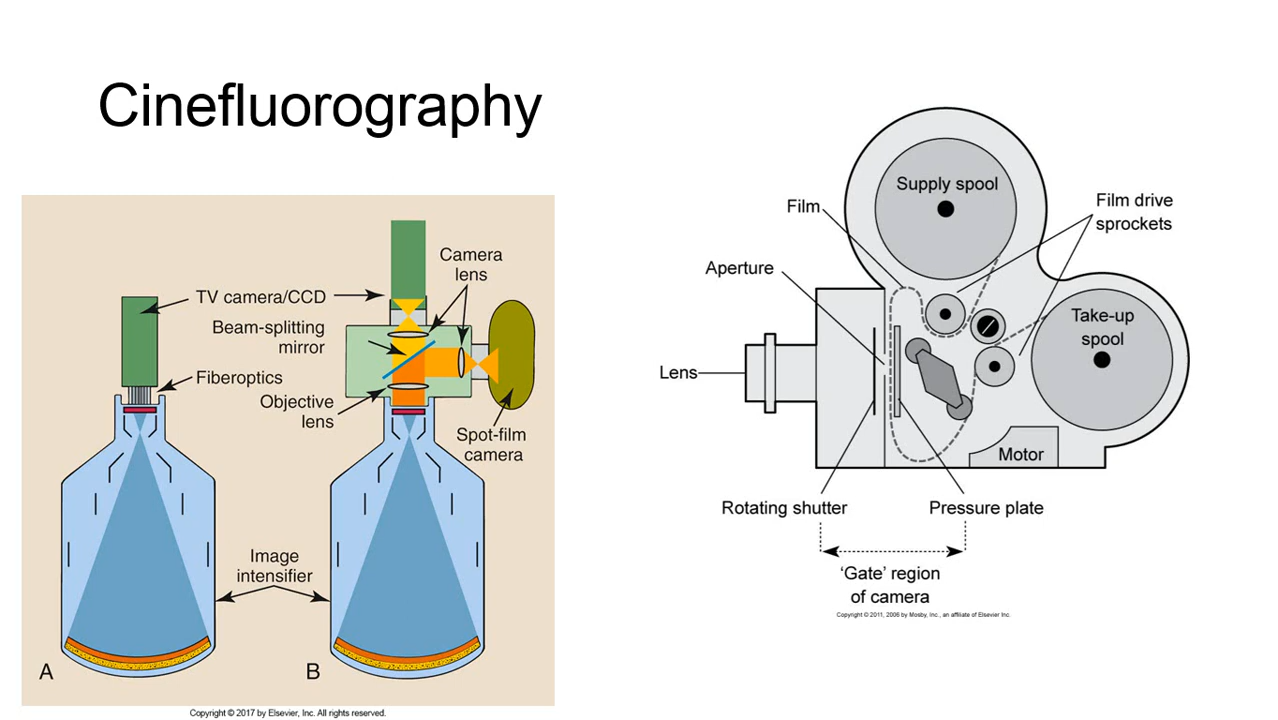 Cinefluorography
Camera
lens
TV camera/CCD
Beam-splitting
mirror
Fiberoptics
Objective
lens
Spot-film
camera
Image
intensifier
A
B
Copyright © 2017 by Elsevier, Inc. All rights reserved.
Supply spool
Film
Film drive
sprockets
Aperture
Take-up
spool
Lens
Motor
Rotating shutter
Pressure plate
‘Gate’ region
of camera
Copyright © 2011, 2006 by Mosby, Inc., an affiliate of Elsevier Inc.